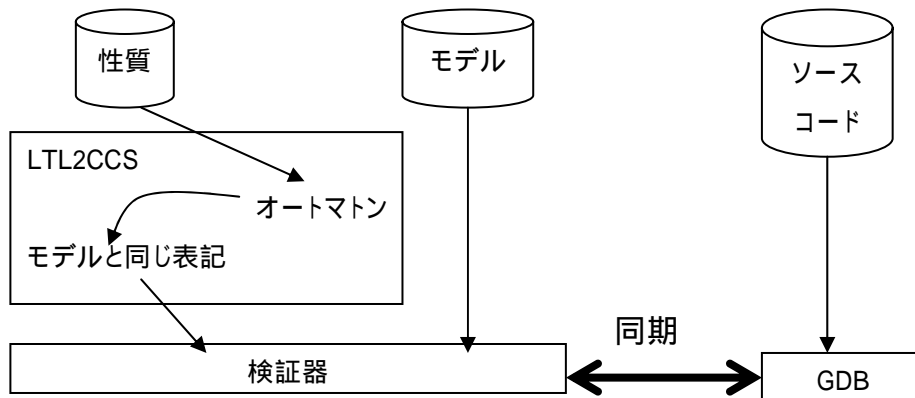 性質
モデル
ソース
コード
LTL2CCS
オートマトン
モデルと同じ表記
同期
検証器
GDB